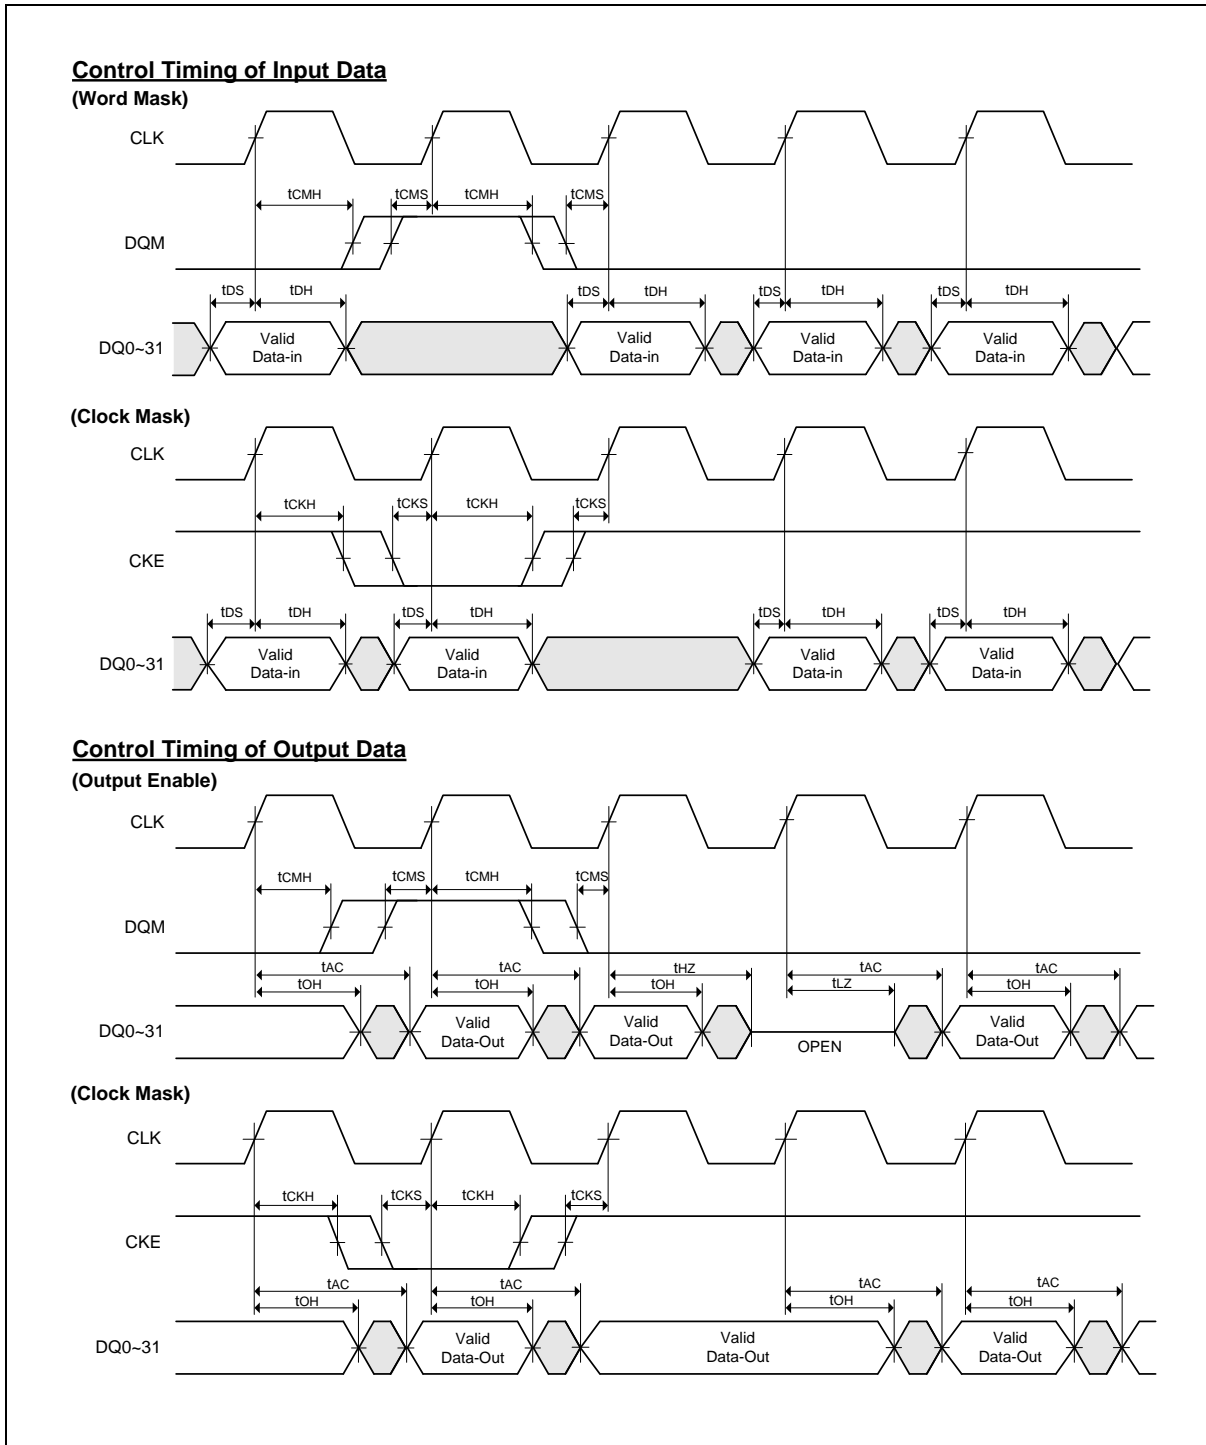 Control Timing of Input Data
(Word Mask)
CLK
tCMH tCMS tCMH tCMS
DQM
tDS tDH tDS tDH tDS tDH tDS tDH
DQ0~31
Valid Data-in
Valid Data-in
Valid Data-in
Valid Data-in
(Clock Mask)
CLK
tCKH tCKS tCKH tCKS
CKE
tDS tDH tDS tDH tDS tDH tDS tDH
DQ0~31
Valid Data-in
Valid Data-in
Valid Data-in
Valid Data-in
Control Timing of Output Data
(Output Enable)
CLK
tCMH tCMS tCMH tCMS
DQM
tAC tAC tHZ tAC tAC
tOH tOH tOH tLZ tOH
DQ0~31
Valid Data-Out
Valid Data-Out
OPEN
Valid Data-Out
(Clock Mask)
CLK
tCKH tCKS tCKH tCKS
CKE
tAC tAC tAC tAC
tOH tOH tOH tOH
DQ0~31
Valid Data-Out
Valid Data-Out
Valid Data-Out